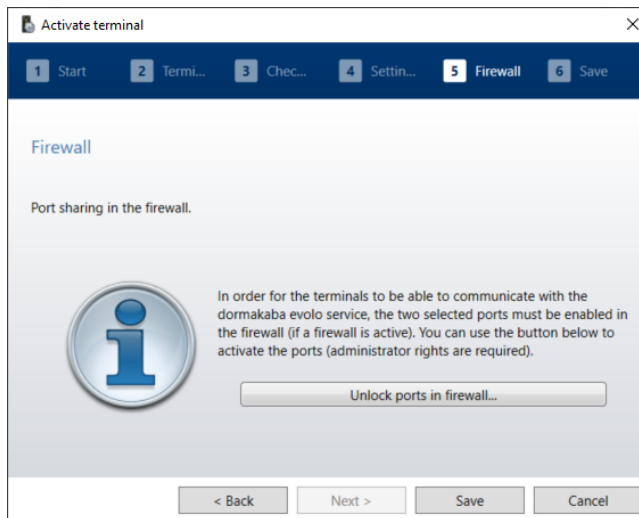 Activate terminal
1 Start 2 Termi... 3 Chec... 4 Settin... 5 Firewall 6 Save
Firewall
Port sharing in the firewall.
In order for the terminals to be able to communicate with the
dormakaba evolo service, the two selected ports must be enabled in
the firewall (if a firewall is active). You can use the button below to
activate the ports (administrator rights are required).
Unlock ports in firewall...
< Back Next > Save Cancel